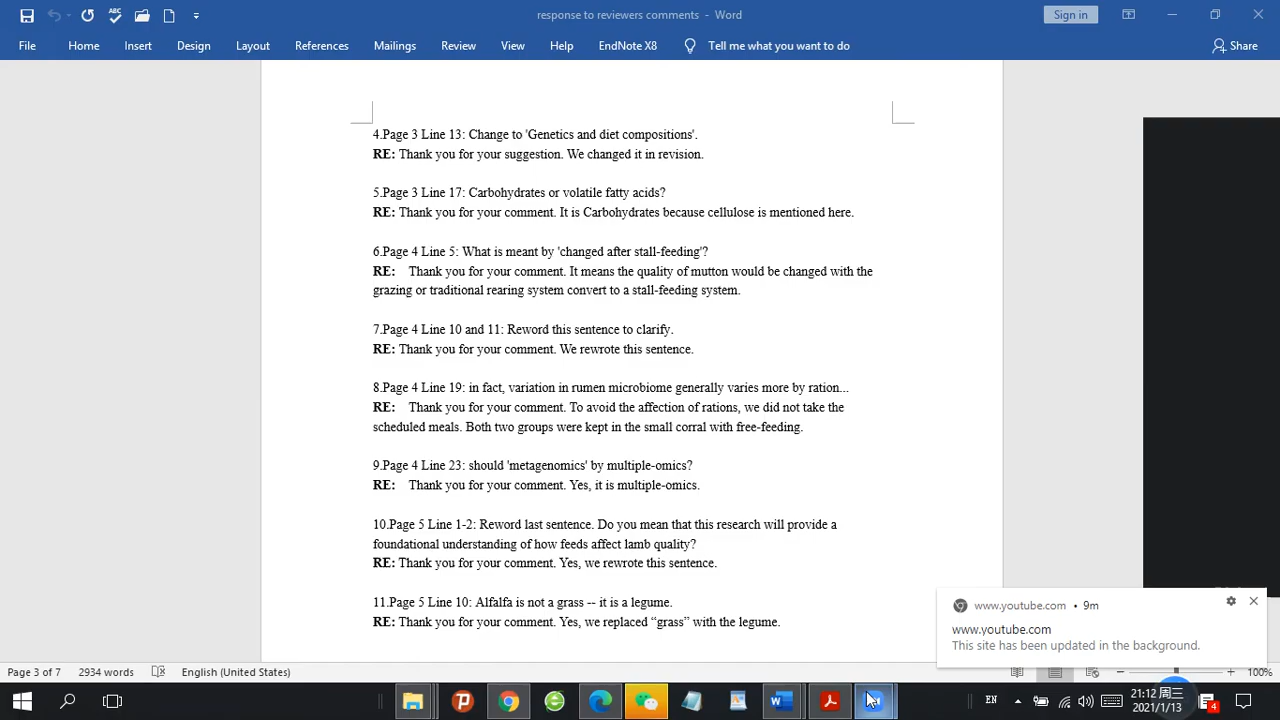 response to reviewers comments - Word
Sign in
File Home Insert Design Layout References Mailings Review View Help EndNote X8 Tell me what you want to do Share
4.Page 3 Line 13: Change to 'Genetics and diet compositions'.
RE: Thank you for your suggestion. We changed it in revision.
5.Page 3 Line 17: Carbohydrates or volatile fatty acids?
RE: Thank you for your comment. It is Carbohydrates because cellulose is mentioned here.
6.Page 4 Line 5: What is meant by 'changed after stall-feeding'?
RE: Thank you for your comment. It means the quality of mutton would be changed with the
grazing or traditional rearing system convert to a stall-feeding system.
7.Page 4 Line 10 and 11: Reword this sentence to clarify.
RE: Thank you for your comment. We rewrote this sentence.
8.Page 4 Line 19: in fact, variation in rumen microbiome generally varies more by ration...
RE: Thank you for your comment. To avoid the affection of rations, we did not take the
scheduled meals. Both two groups were kept in the small corral with free-feeding.
9.Page 4 Line 23: should 'metagenomics' by multiple-omics?
RE: Thank you for your comment. Yes, it is multiple-omics.
10.Page 5 Line 1-2: Reword last sentence. Do you mean that this research will provide a
foundational understanding of how feeds affect lamb quality?
RE: Thank you for your comment. Yes, we rewrote this sentence.
11.Page 5 Line 10: Alfalfa is not a grass -- it is a legume.
RE: Thank you for your comment. Yes, we replaced “grass” with the legume.
www.youtube.com • 9m
www.youtube.com
This site has been updated in the background.
Page 3 of 7 2934 words English (United States) 100%
EN 21:12 周三
2021/1/13
4